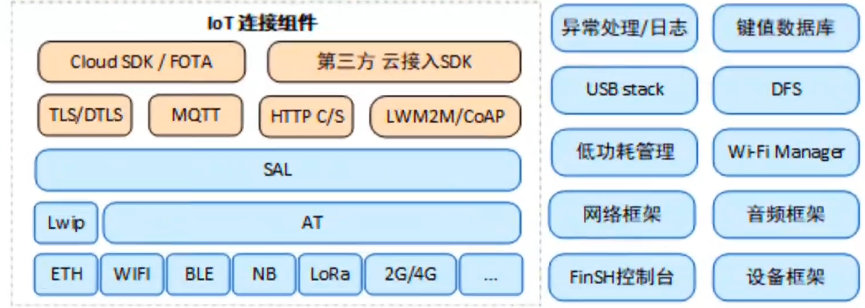 IoT 连接组件
Cloud SDK / FOTA
第三方 云接入SDK
TLS/DTLS
MQTT
HTTP C/S
LWM2M/CoAP
SAL
Lwip
AT
ETH
WIFI
BLE
NB
LoRa
2G/4G
...
异常处理/日志
键值数据库
USB stack
DFS
低功耗管理
Wi-Fi Manager
网络框架
音频框架
FinSH控制台
设备框架